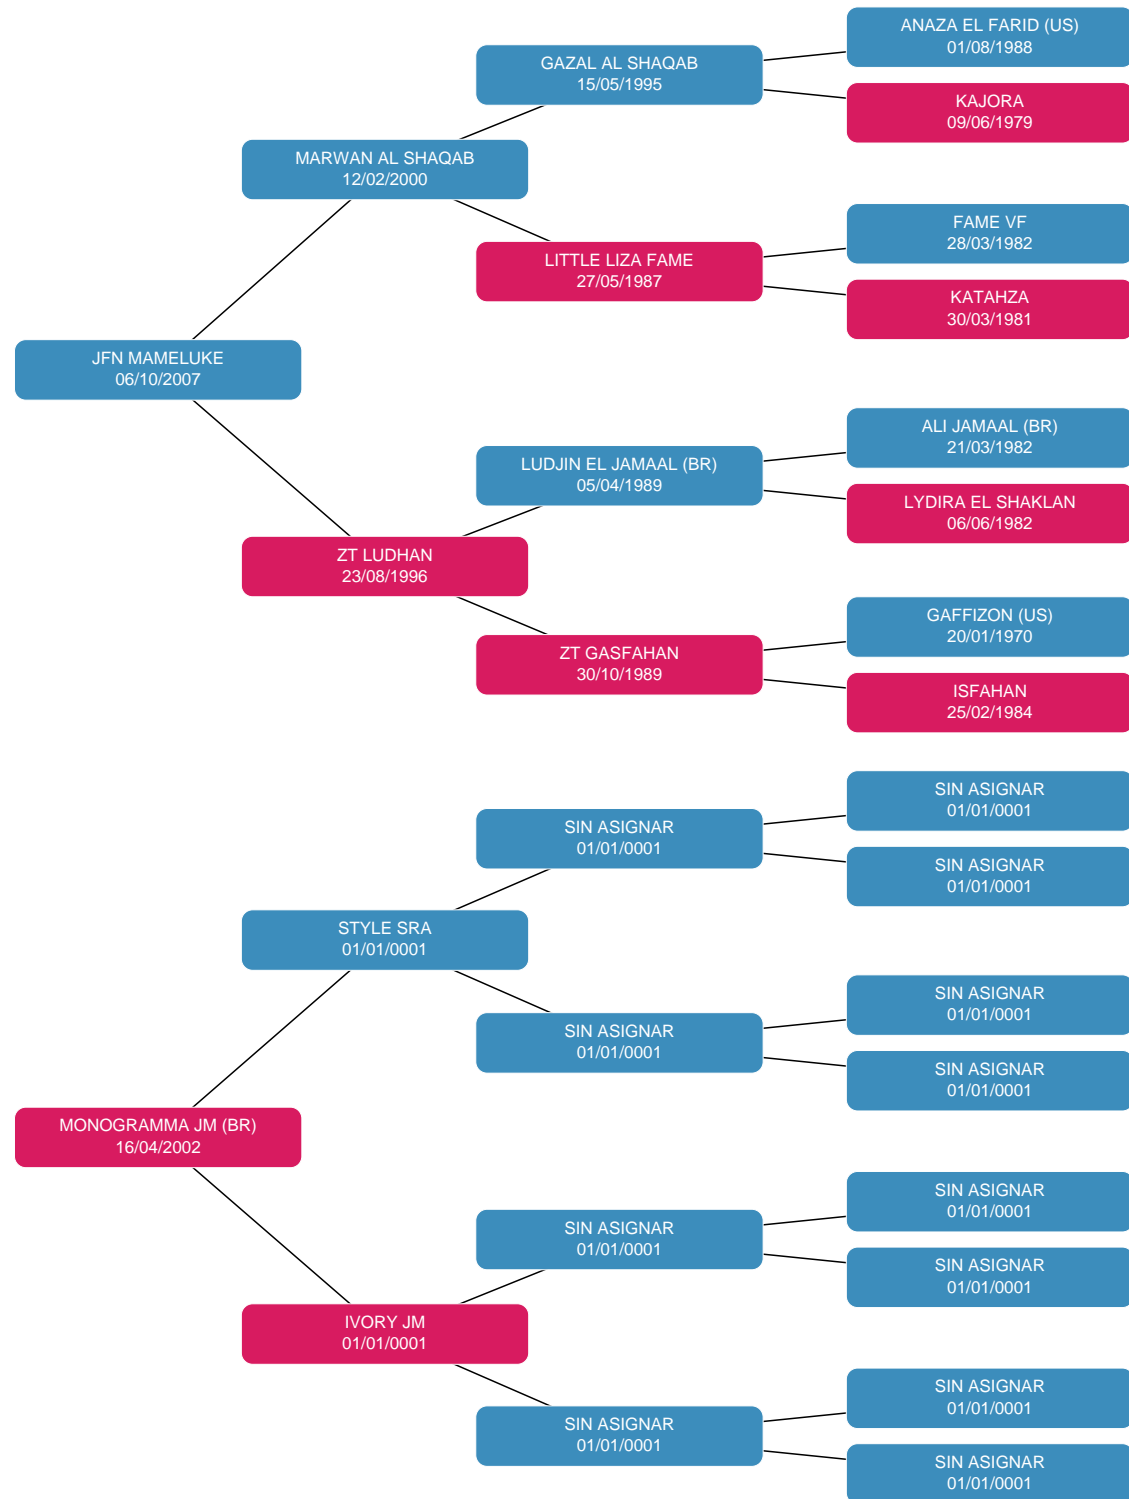 ANAZA EL FARID (US)
01/08/1988
GAZAL AL SHAQAB
15/05/1995
KAJORA
09/06/1979
MARWAN AL SHAQAB
12/02/2000
FAME VF
28/03/1982
LITTLE LIZA FAME
27/05/1987
KATAHZA
30/03/1981
JFN MAMELUKE
06/10/2007
ALI JAMAAL (BR)
21/03/1982
LUDJIN EL JAMAAL (BR)
05/04/1989
LYDIRA EL SHAKLAN
06/06/1982
ZT LUDHAN
23/08/1996
GAFFIZON (US)
20/01/1970
ZT GASFAHAN
30/10/1989
ISFAHAN
25/02/1984
SIN ASIGNAR
01/01/0001
SIN ASIGNAR
01/01/0001
SIN ASIGNAR
01/01/0001
STYLE SRA
01/01/0001
SIN ASIGNAR
01/01/0001
SIN ASIGNAR
01/01/0001
SIN ASIGNAR
01/01/0001
MONOGRAMMA JM (BR)
16/04/2002
SIN ASIGNAR
01/01/0001
SIN ASIGNAR
01/01/0001
SIN ASIGNAR
01/01/0001
IVORY JM
01/01/0001
SIN ASIGNAR
01/01/0001
SIN ASIGNAR
01/01/0001
SIN ASIGNAR
01/01/0001